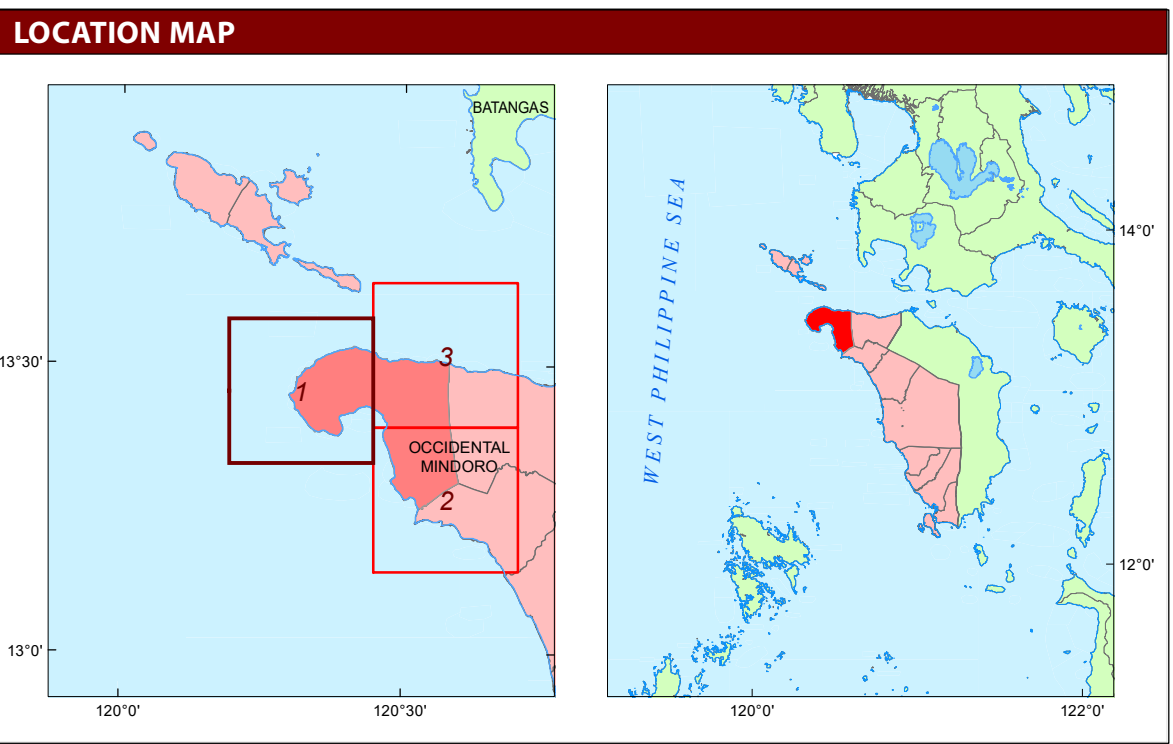 LOCATION MAP
BATANGAS
13°30'
3
1
OCCIDENTAL
MINDORO
2
13°0'
120°0'
120°30'
WEST PHILIPPINE SEA
14°0'
12°0'
120°0'
122°0'